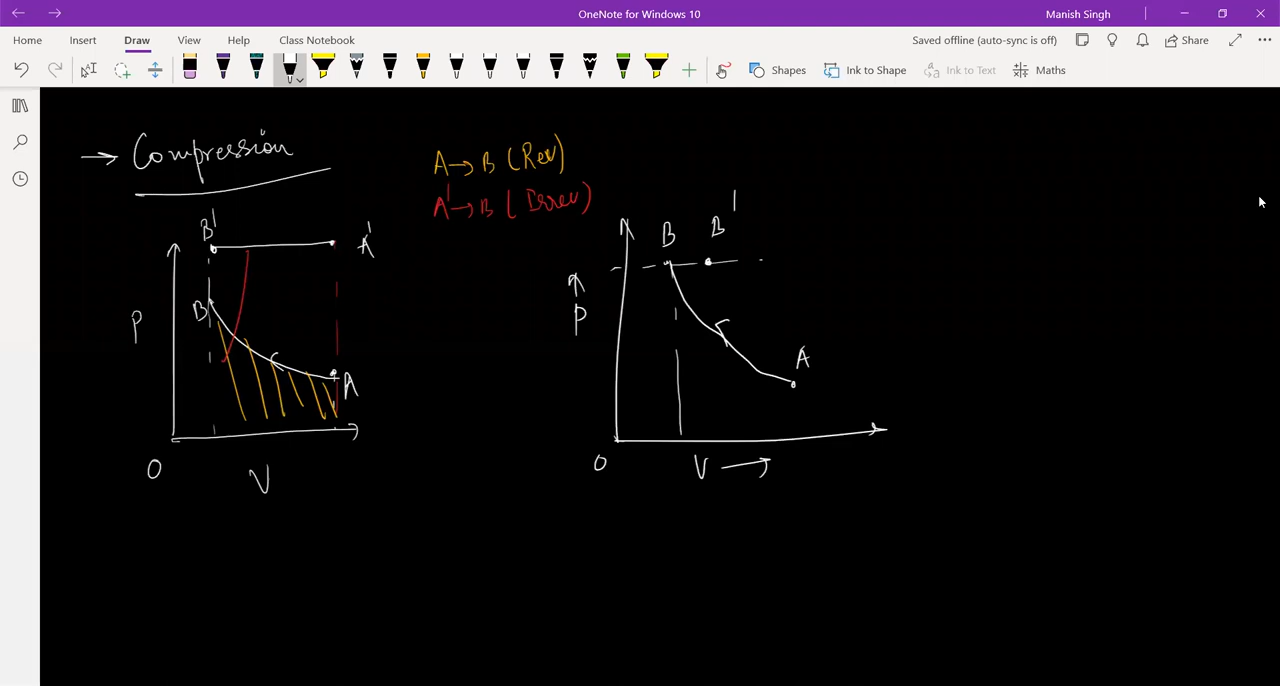 OneNote for Windows 10
Manish Singh
Home Insert Draw View Help Class Notebook
Saved offline (auto-sync is off) Share
Shapes Ink to Shape Ink to Text Maths
→ Compression
A → B (Rev)
A' → B (Irrev)
B' A'
B
P
A
O V
B B'
P
A
O V →